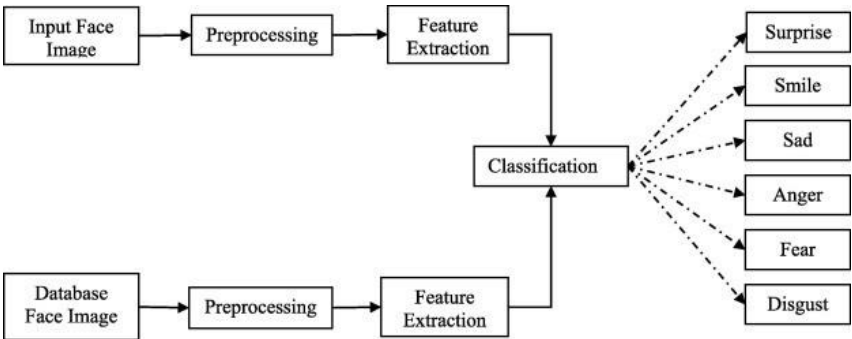 Input Face
Image
Preprocessing
Feature
Extraction
Surprise
Smile
Sad
Classification
Anger
Fear
Database
Face Image
Preprocessing
Feature
Extraction
Disgust